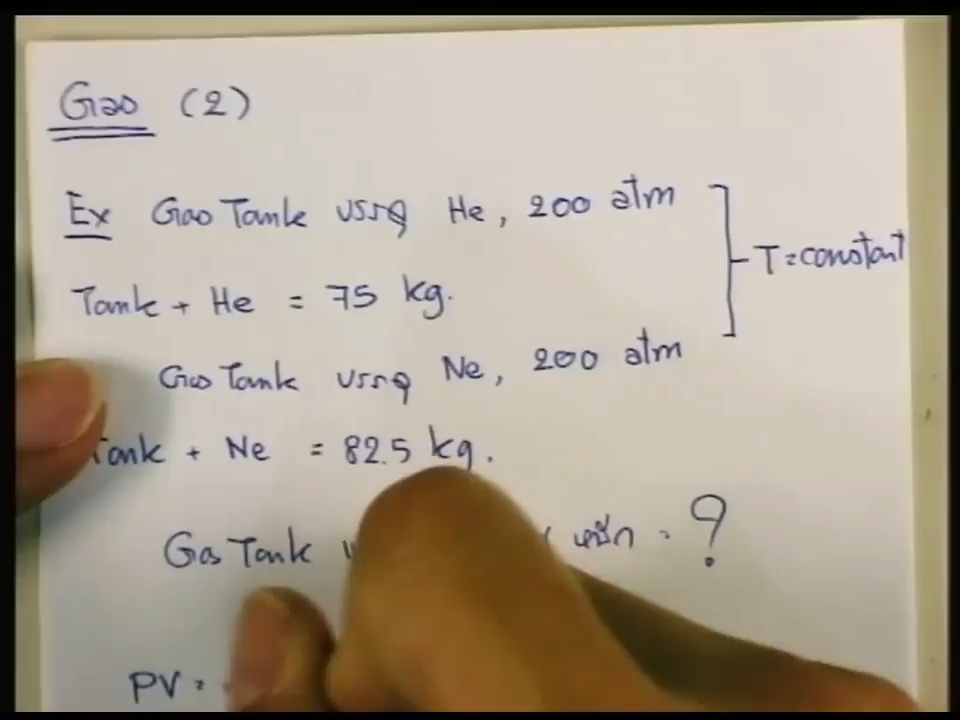 Gas (2)
Ex Gas Tank บรรจุ He, 200 atm
Tank + He = 75 kg.
T = constant
Gas Tank บรรจุ Ne, 200 atm
Tank + Ne = 82.5 kg.
Gas Tank หนัก = ?
PV =